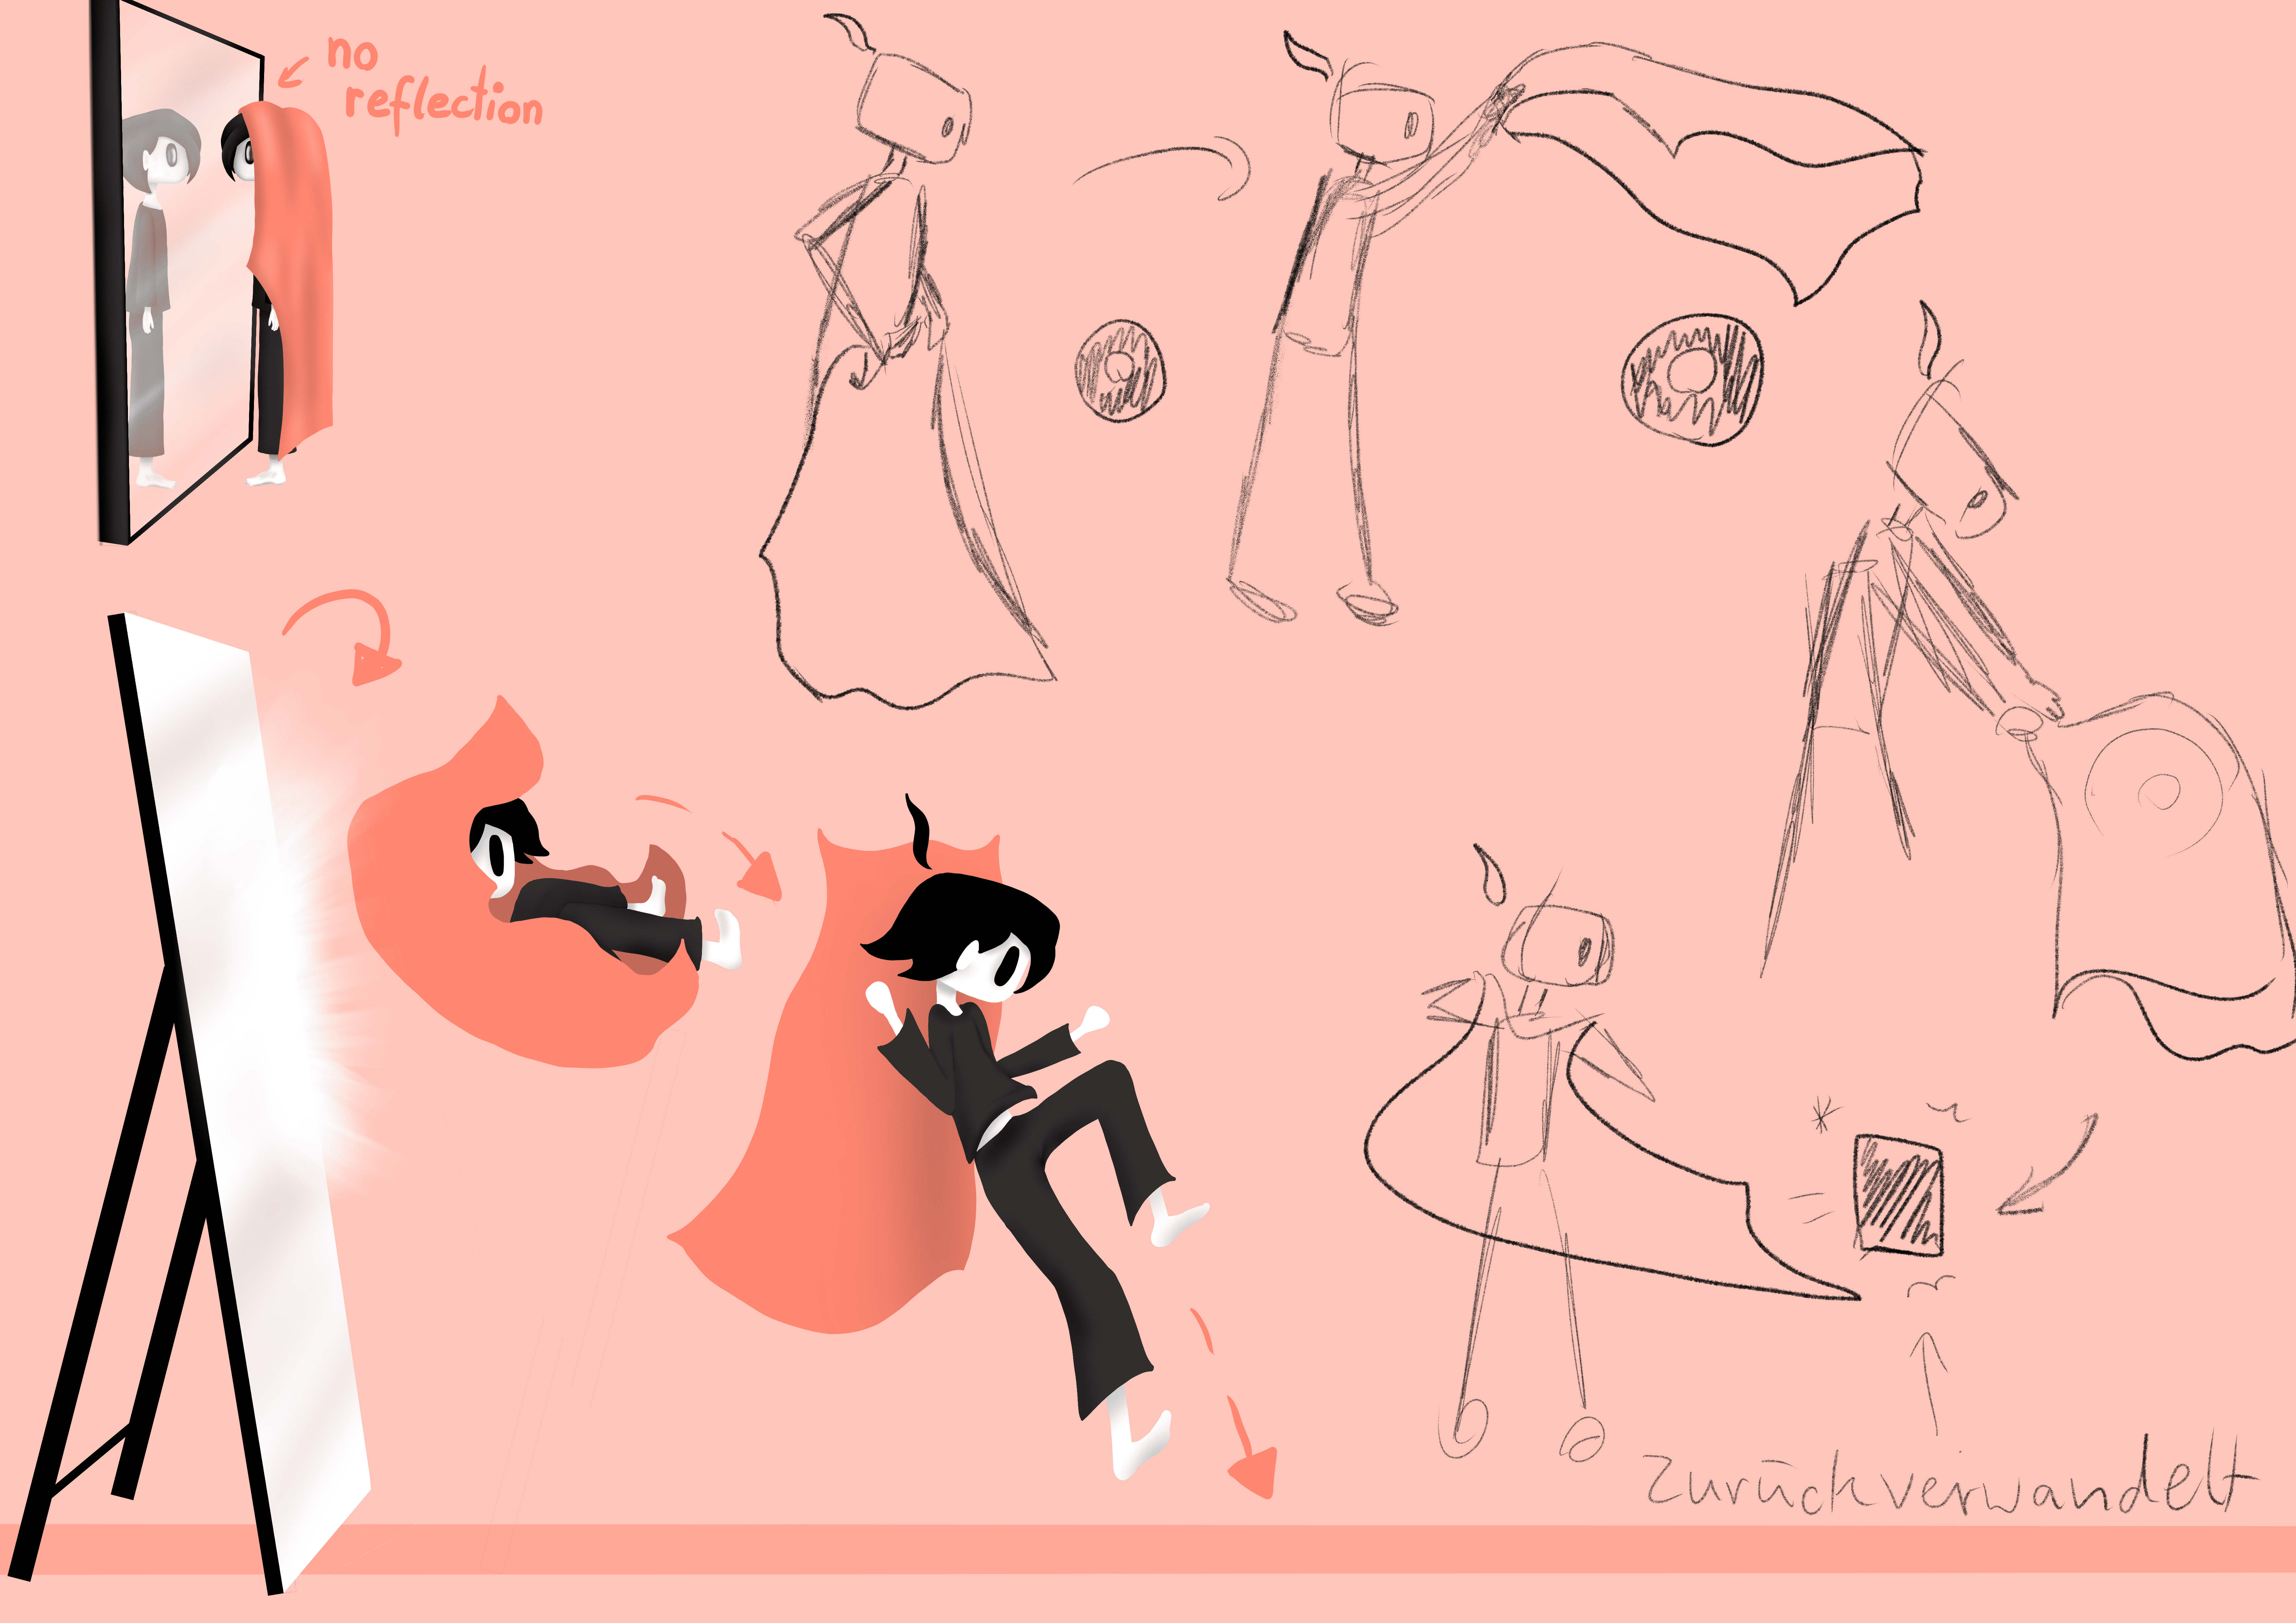 no
reflection
zurückverwandelt